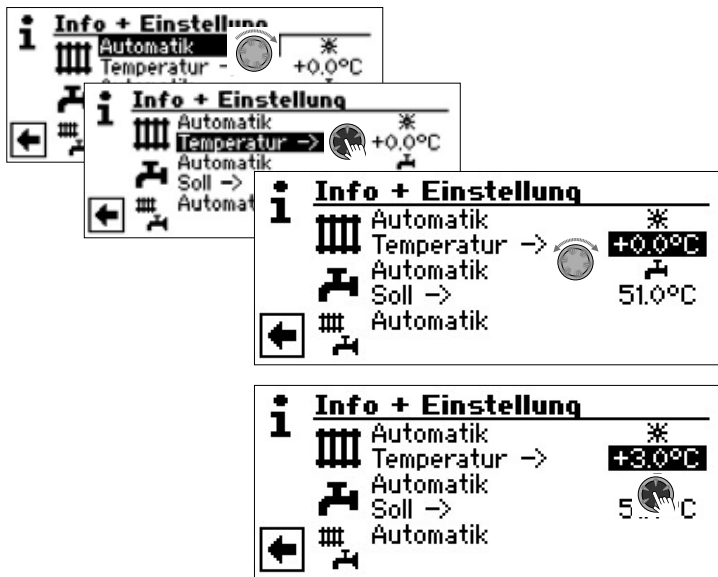 Info + Einstellung
Automatik
Temperatur -
+0.0°C
Info + Einstellung
Automatik
Temperatur ->
+0.0°C
Automatik
Soll ->
Automat
Info + Einstellung
Automatik
Temperatur -> +0.0°C
Automatik
Soll -> 51.0°C
Automatik
Info + Einstellung
Automatik
Temperatur -> +3.0°C
Automatik
Soll -> 5 C
Automatik